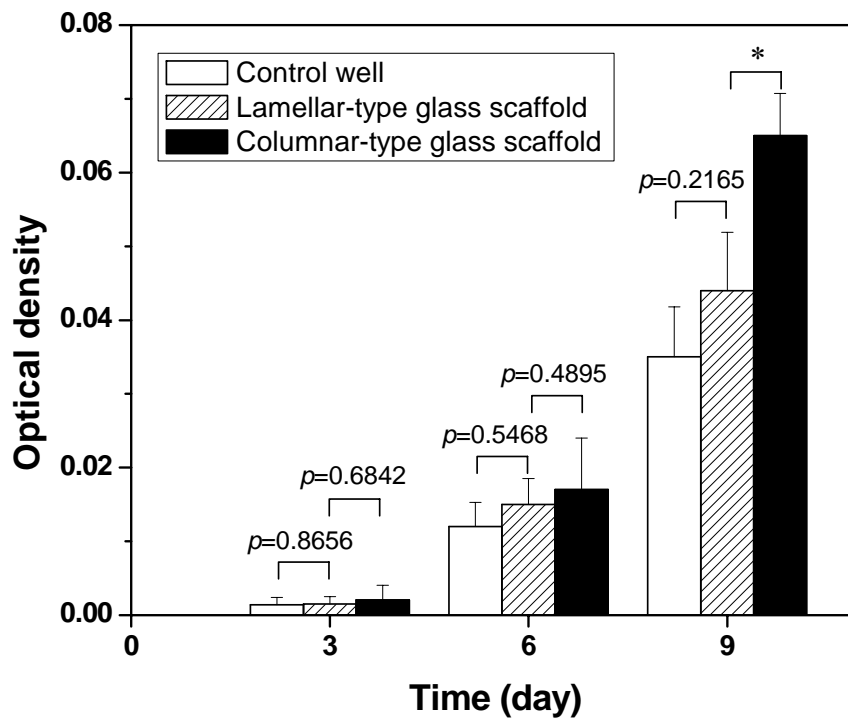 0.08
0.06
0.04
0.02
0.00
Optical density
Control well
Lamellar-type glass scaffold
Columnar-type glass scaffold
*
p=0.2165
p=0.4895
p=0.5468
p=0.6842
p=0.8656
0 3 6 9
Time (day)